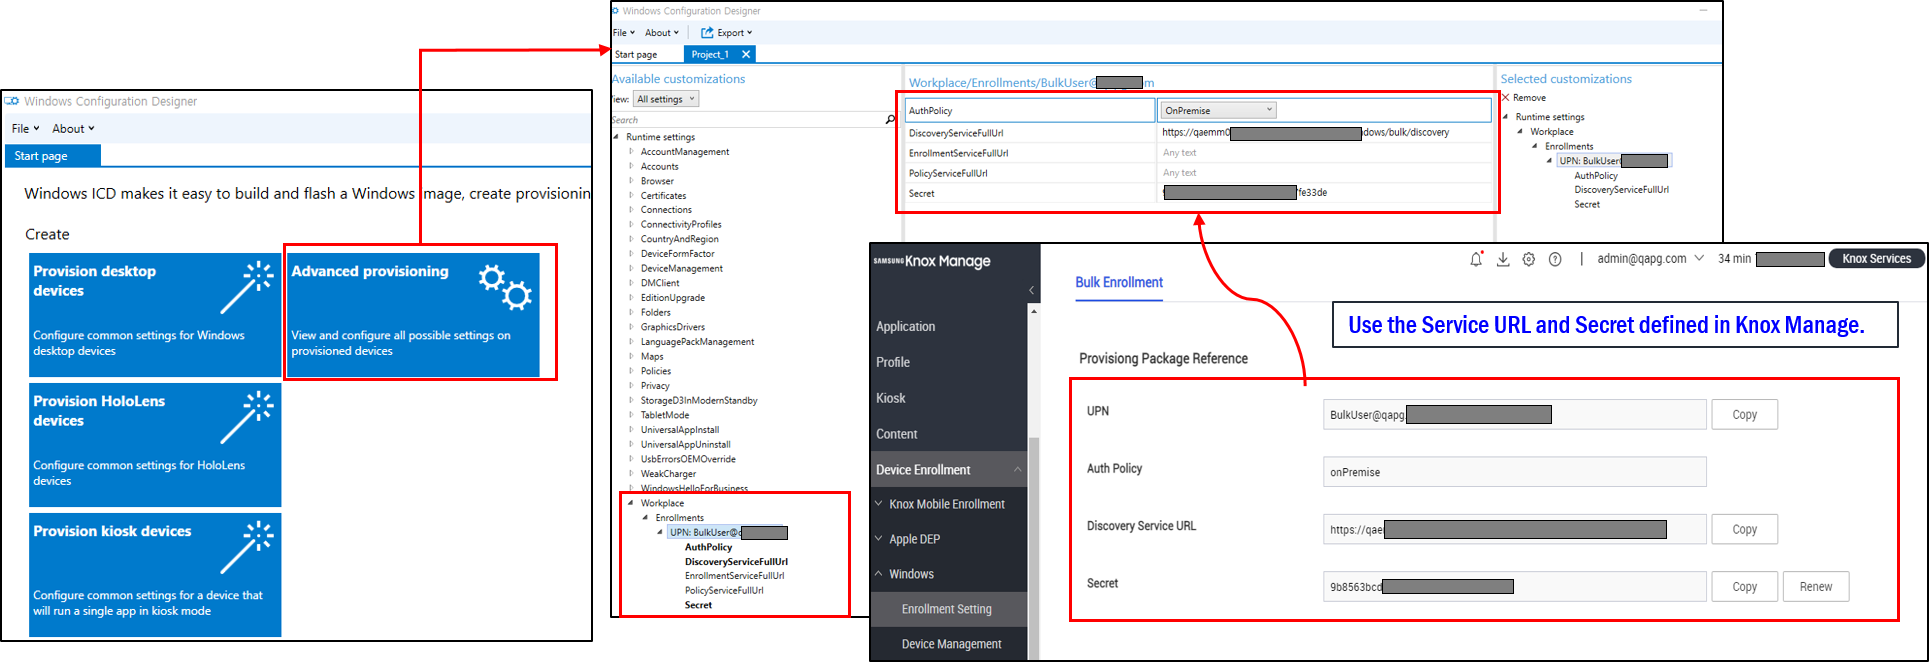 Windows Configuration Designer
File
About
Start page
Windows ICD makes it easy to build and flash a Windows image, create provisionin
Create
Provision desktop
devices
Configure common settings for Windows
desktop devices
Advanced provisioning
View and configure all possible settings on
provisioned devices
Provision HoloLens
devices
Configure common settings for HoloLens
devices
Provision kiosk devices
Configure common settings for a device that
will run a single app in kiosk mode
Windows Configuration Designer
File
About
Export
Start page
Project_1
Available customizations
View:
All settings
Search
Runtime settings
AccountManagement
Accounts
Browser
Certificates
Connections
ConnectivityProfiles
CountryAndRegion
DeviceFormFactor
DeviceManagement
DMClient
EditionUpgrade
Folders
GraphicsDrivers
LanguagePackManagement
Maps
Policies
Privacy
StorageD3InModernStandby
TabletMode
UniversalAppInstall
UniversalAppUninstall
UsbErrorsOEMOverride
WeakCharger
WindowsHelloForBusiness
Workplace
Enrollments
UPN: BulkUser@q
AuthPolicy
DiscoveryServiceFullUrl
EnrollmentServiceFullUrl
PolicyServiceFullUrl
Secret
Workplace/Enrollments/BulkUser@ m
AuthPolicy
OnPremise
DiscoveryServiceFullUrl
https://qaemm0 dows/bulk/discovery
EnrollmentServiceFullUrl
Any text
PolicyServiceFullUrl
Any text
Secret
fe33de
Selected customizations
Remove
Runtime settings
Workplace
Enrollments
UPN: BulkUser
AuthPolicy
DiscoveryServiceFullUrl
Secret
SAMSUNG Knox Manage
Application
Profile
Kiosk
Content
Device Enrollment
Knox Mobile Enrollment
Apple DEP
Windows
Enrollment Setting
Device Management
admin@qapg.com
34 min
Knox Services
Bulk Enrollment
Use the Service URL and Secret defined in Knox Manage.
Provisiong Package Reference
UPN
BulkUser@qapg.
Copy
Auth Policy
onPremise
Discovery Service URL
https://qae
Copy
Secret
9b8563bcd
Copy
Renew